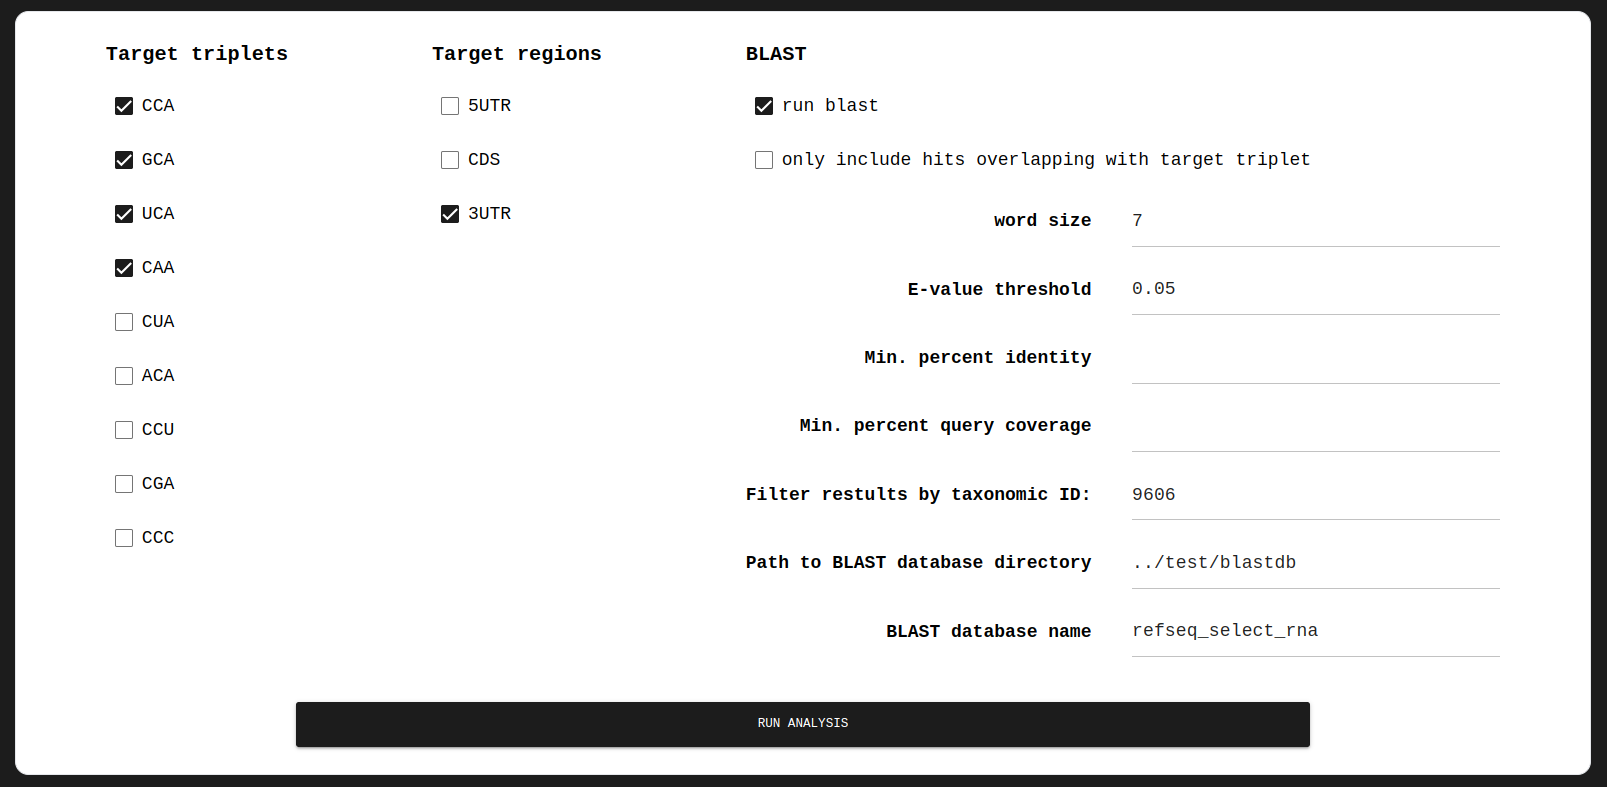 Target triplets
CCA
GCA
UCA
CAA
CUA
ACA
CCU
CGA
CCC
Target regions
5UTR
CDS
3UTR
BLAST
run blast
only include hits overlapping with target triplet
word size 7
E-value threshold 0.05
Min. percent identity
Min. percent query coverage
Filter restults by taxonomic ID: 9606
Path to BLAST database directory ../test/blastdb
BLAST database name refseq_select_rna
RUN ANALYSIS